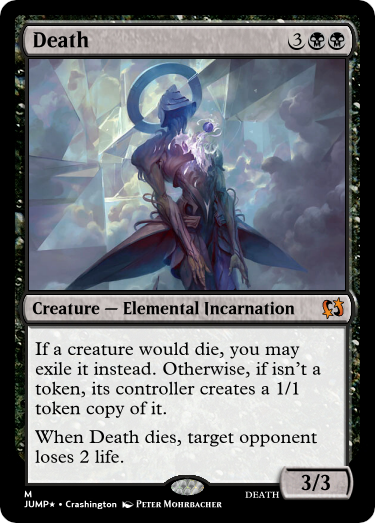 Death 3
Creature — Elemental Incarnation
If a creature would die, you may
exile it instead. Otherwise, if isn't a
token, its controller creates a 1/1
token copy of it.
When Death dies, target opponent
loses 2 life.
3/3
M
JUMP★ • Crashington Peter Mohrbacher
DEATH